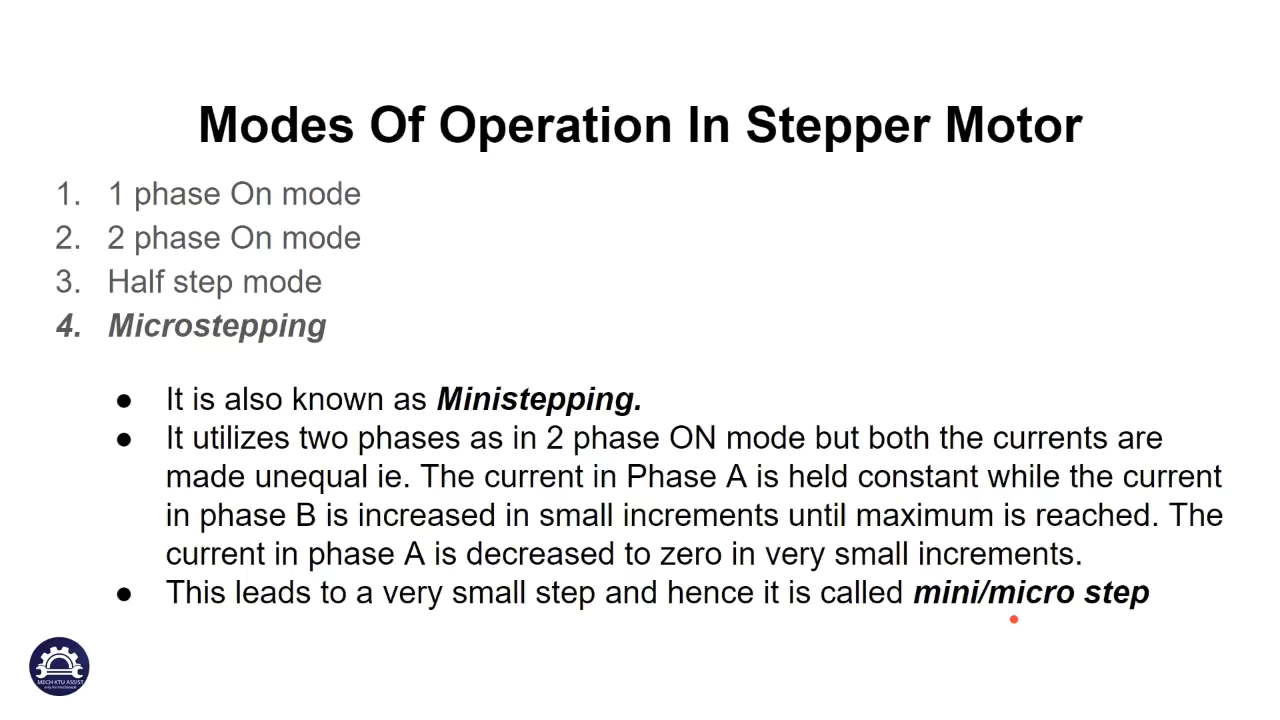 Modes Of Operation In Stepper Motor
1. 1 phase On mode
2. 2 phase On mode
3. Half step mode
4. Microstepping
● It is also known as Ministepping.
● It utilizes two phases as in 2 phase ON mode but both the currents are
made unequal ie. The current in Phase A is held constant while the current
in phase B is increased in small increments until maximum is reached. The
current in phase A is decreased to zero in very small increments.
● This leads to a very small step and hence it is called mini/micro step
MECH KTU ASSIST